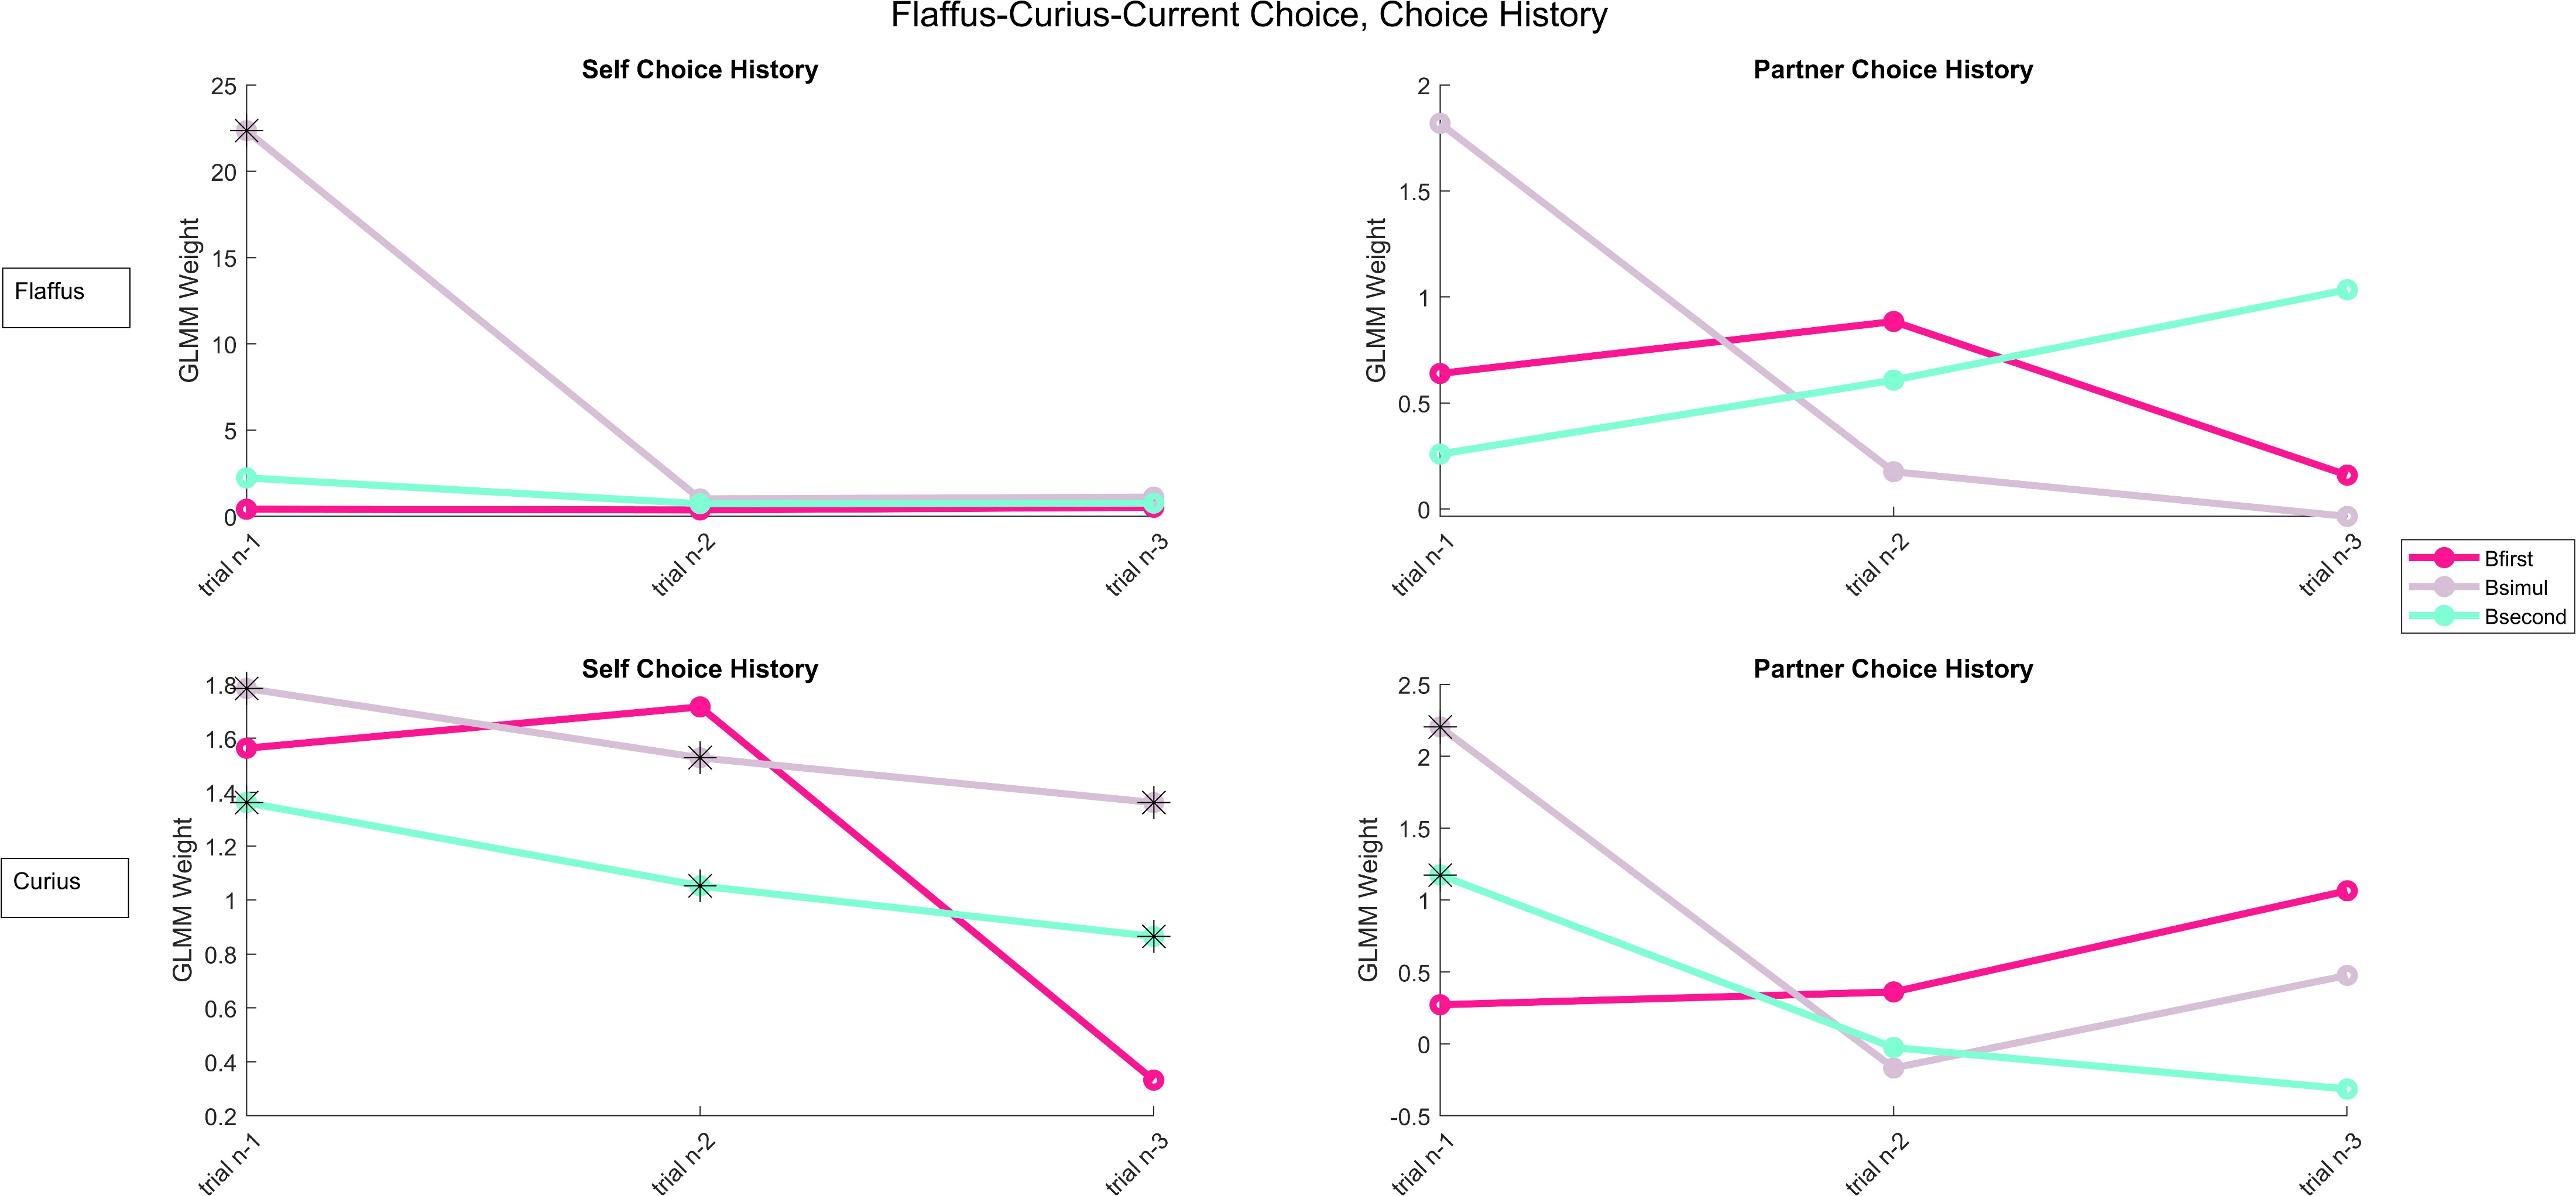 Flaffus-Curius-Current Choice, Choice History
Self Choice History
25
20
15
10
5
0
GLMM Weight
trial n-1
trial n-2
trial n-3
Flaffus
Partner Choice History
2
1.5
1
0.5
0
GLMM Weight
trial n-1
trial n-2
trial n-3
Bfirst
Bsimul
Bsecond
Self Choice History
1.8
1.6
1.4
1.2
1
0.8
0.6
0.4
0.2
GLMM Weight
trial n-1
trial n-2
trial n-3
Curius
Partner Choice History
2.5
2
1.5
1
0.5
0
-0.5
GLMM Weight
trial n-1
trial n-2
trial n-3